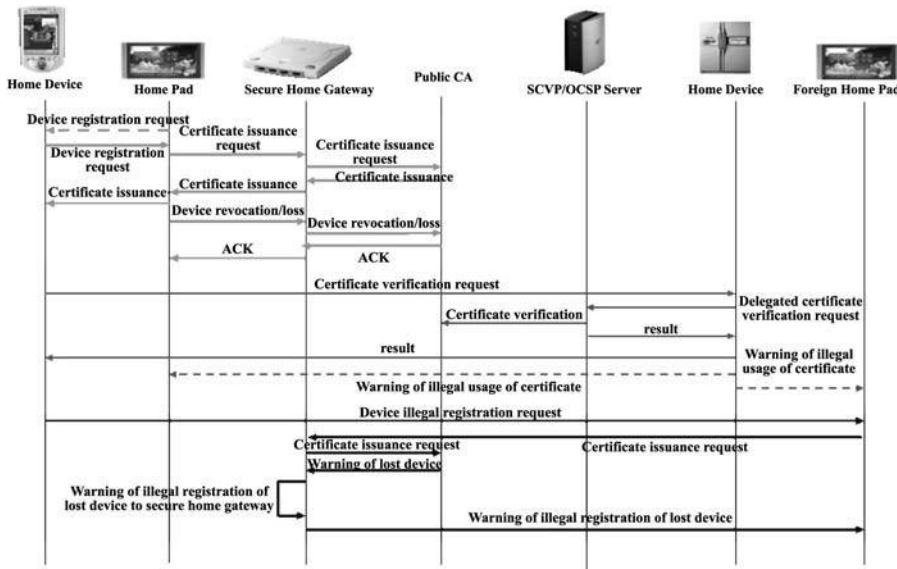 Home Device
Home Pad
Secure Home Gateway
Public CA
SCVP/OCSP Server
Home Device
Foreign Home Pad
Device registration request
Certificate issuance
request
Device registration
request
Certificate issuance
request
Certificate issuance
Certificate issuance
Certificate issuance
Device revocation/loss
Device revocation/loss
ACK
ACK
Certificate verification request
Delegated certificate
verification request
Certificate verification
result
result
Warning of illegal
usage of certificate
Warning of illegal usage of certificate
Device illegal registration request
Certificate issuance request
Certificate issuance request
Warning of lost device
Warning of illegal registration of
lost device to secure home gateway
Warning of illegal registration of lost device